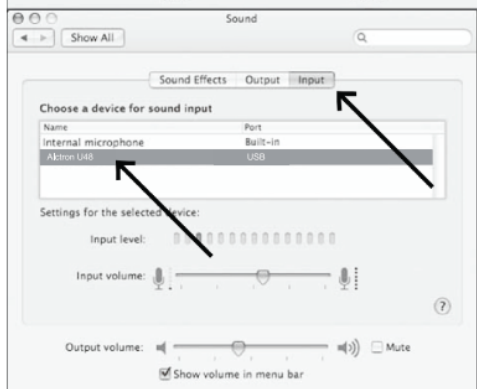 Sound
Show All
Sound Effects Output Input
Choose a device for sound input
Name Port
Internal microphone Built-in
Alctron U48 USB
Settings for the selected device:
Input level:
Input volume:
?
Output volume: Mute
Show volume in menu bar